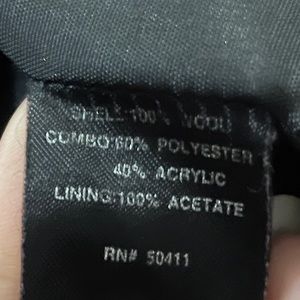 SHELL:100% WOOL
COMBO:60% POLYESTER
40% ACRYLIC
LINING:100% ACETATE
RN# 50411